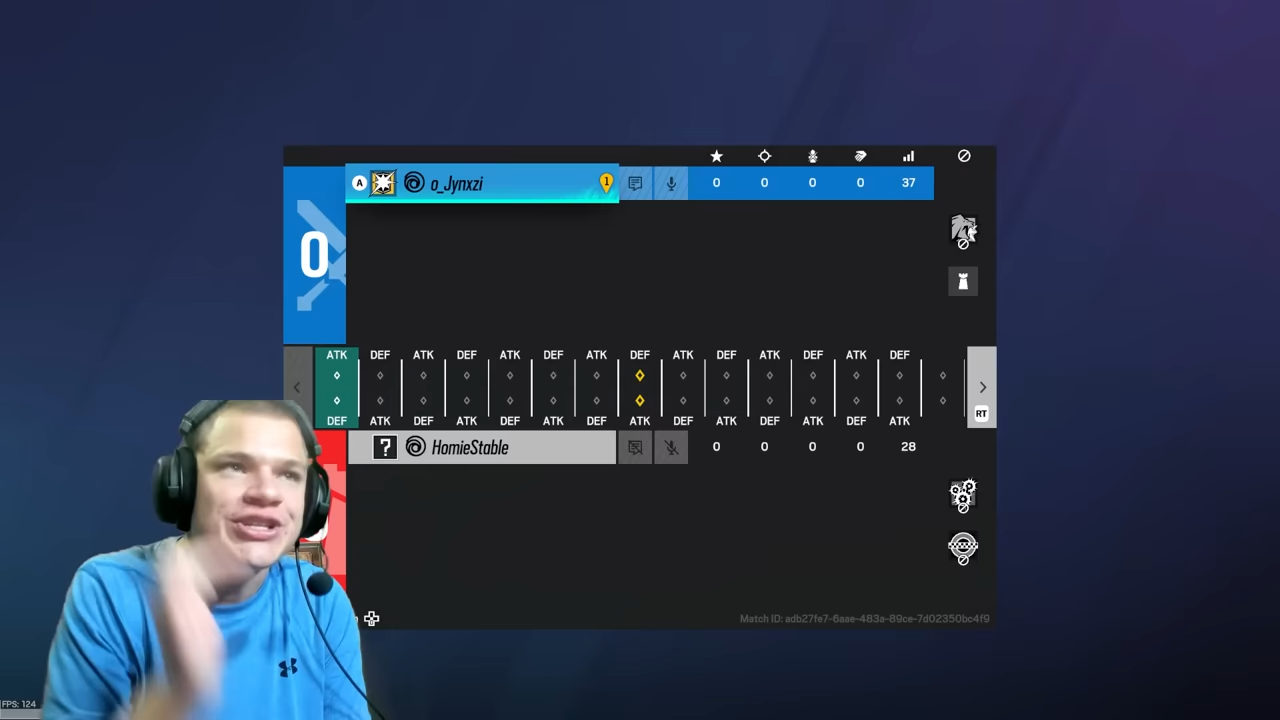 A o_Jynxzi 1 0 0 0 0 37
0
ATK DEF ATK DEF ATK DEF ATK DEF ATK DEF ATK DEF ATK DEF
DEF ATK DEF ATK DEF ATK DEF ATK DEF ATK DEF ATK DEF ATK
RT
? HomieStable 0 0 0 0 28
Match ID: adb27fe7-6aae-483a-89ce-7d02350bc4f9
FPS: 124